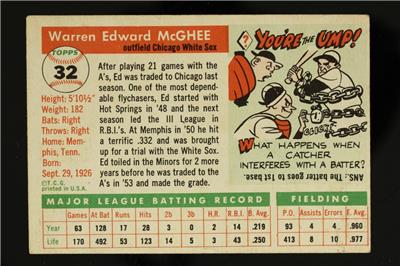 Warren Edward McGHEE
outfield Chicago White Sox
TOPPS
32
Height: 5'10½"
Weight: 182
Bats: Right
Throws: Right
Home: Memphis,
Tenn.
Born:
Sept. 29, 1926
©T.C.G.
PRINTED IN U.S.A.
After playing 21 games with the
A's, Ed was traded to Chicago last
season. One of the most depend-
able flychasers, Ed started with
Hot Springs in '48 and the next
season led the III League in
R.B.I.'s. At Memphis in '50 he hit
a terrific .332 and was brought
up for a trial with the White Sox.
Ed toiled in the Minors for 2 more
years before he was traded to the
A's in '53 and made the grade.
?
YOU'RE THE UMP!
WHAT HAPPENS WHEN
A CATCHER
INTERFERES WITH A BATTER?
ANS: The batter goes to 1st base.
MAJOR LEAGUE BATTING RECORD FIELDING
Games At Bat Runs Hits 2b 3b H.R. R.B.I. B. Avg. P.O. Assists Errors F. Avg.
Year 63 128 17 28 3 0 2 9 .219 93 4 4 .960
Life 170 492 53 125 14 3 3 43 .250 413 8 10 .977